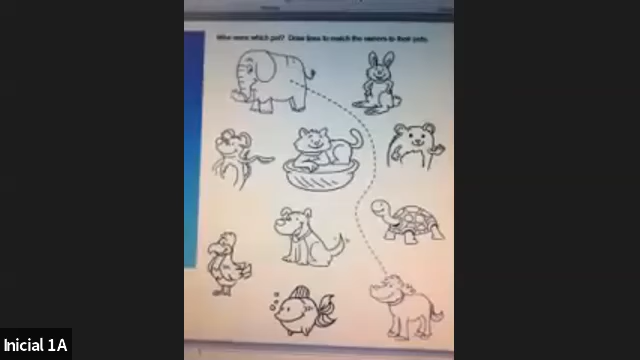 Who owns which pet? Draw lines to match the owners to their pets.
Inicial 1A